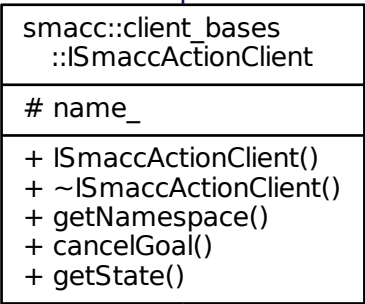 smacc::client_bases
::ISmaccActionClient
# name_
+ ISmaccActionClient()
+ ~ISmaccActionClient()
+ getNamespace()
+ cancelGoal()
+ getState()